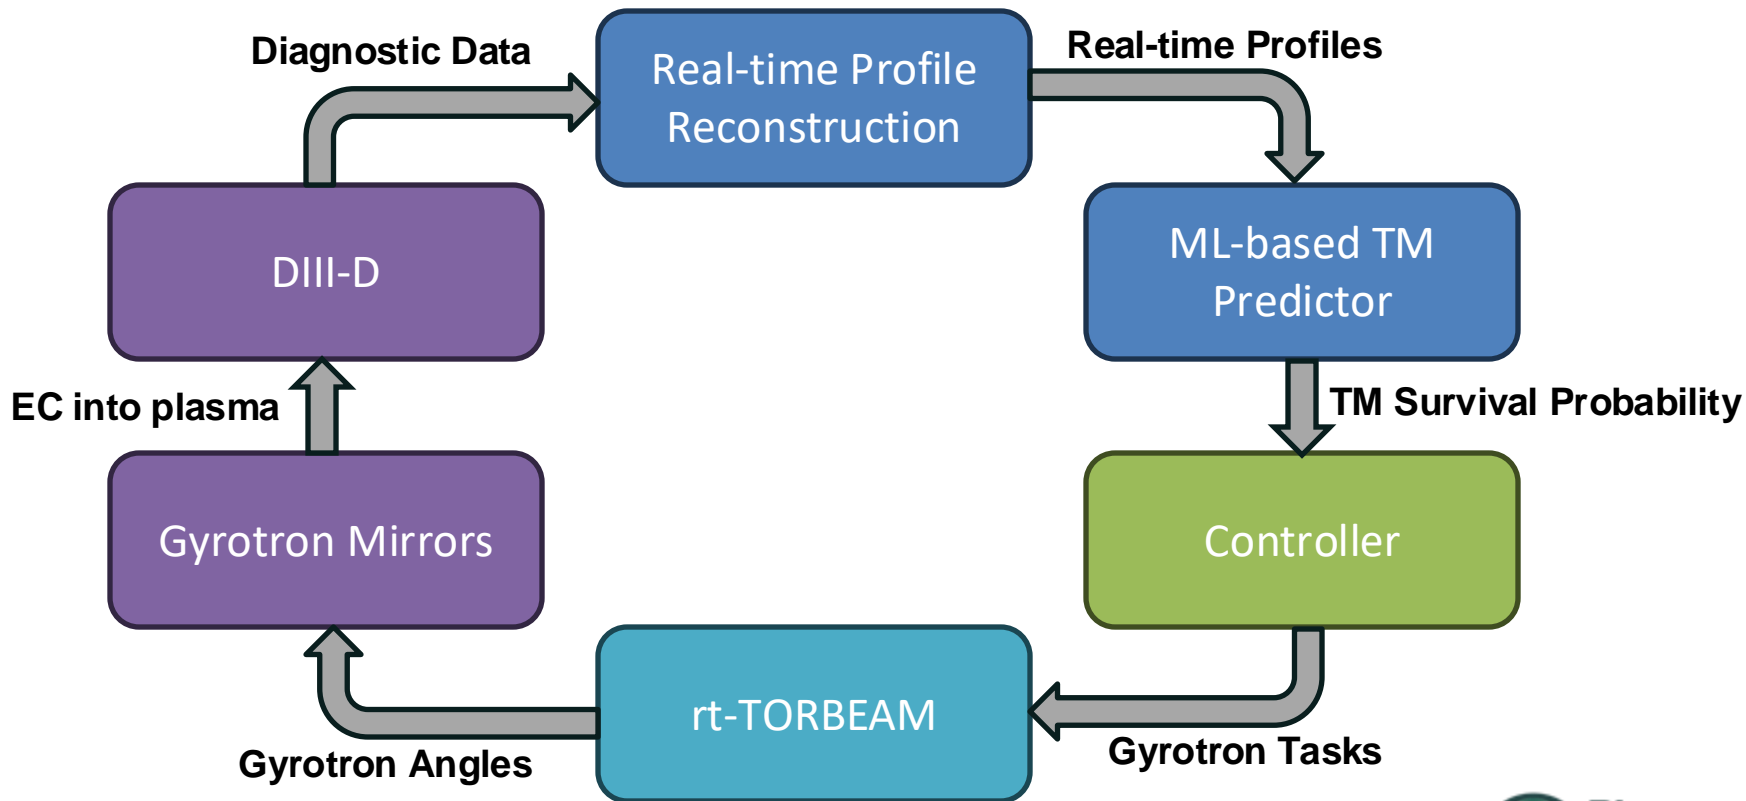 Diagnostic Data
Real-time Profile
Reconstruction
Real-time Profiles
DIII-D
ML-based TM
Predictor
EC into plasma
TM Survival Probability
Gyrotron Mirrors
Controller
rt-TORBEAM
Gyrotron Angles
Gyrotron Tasks